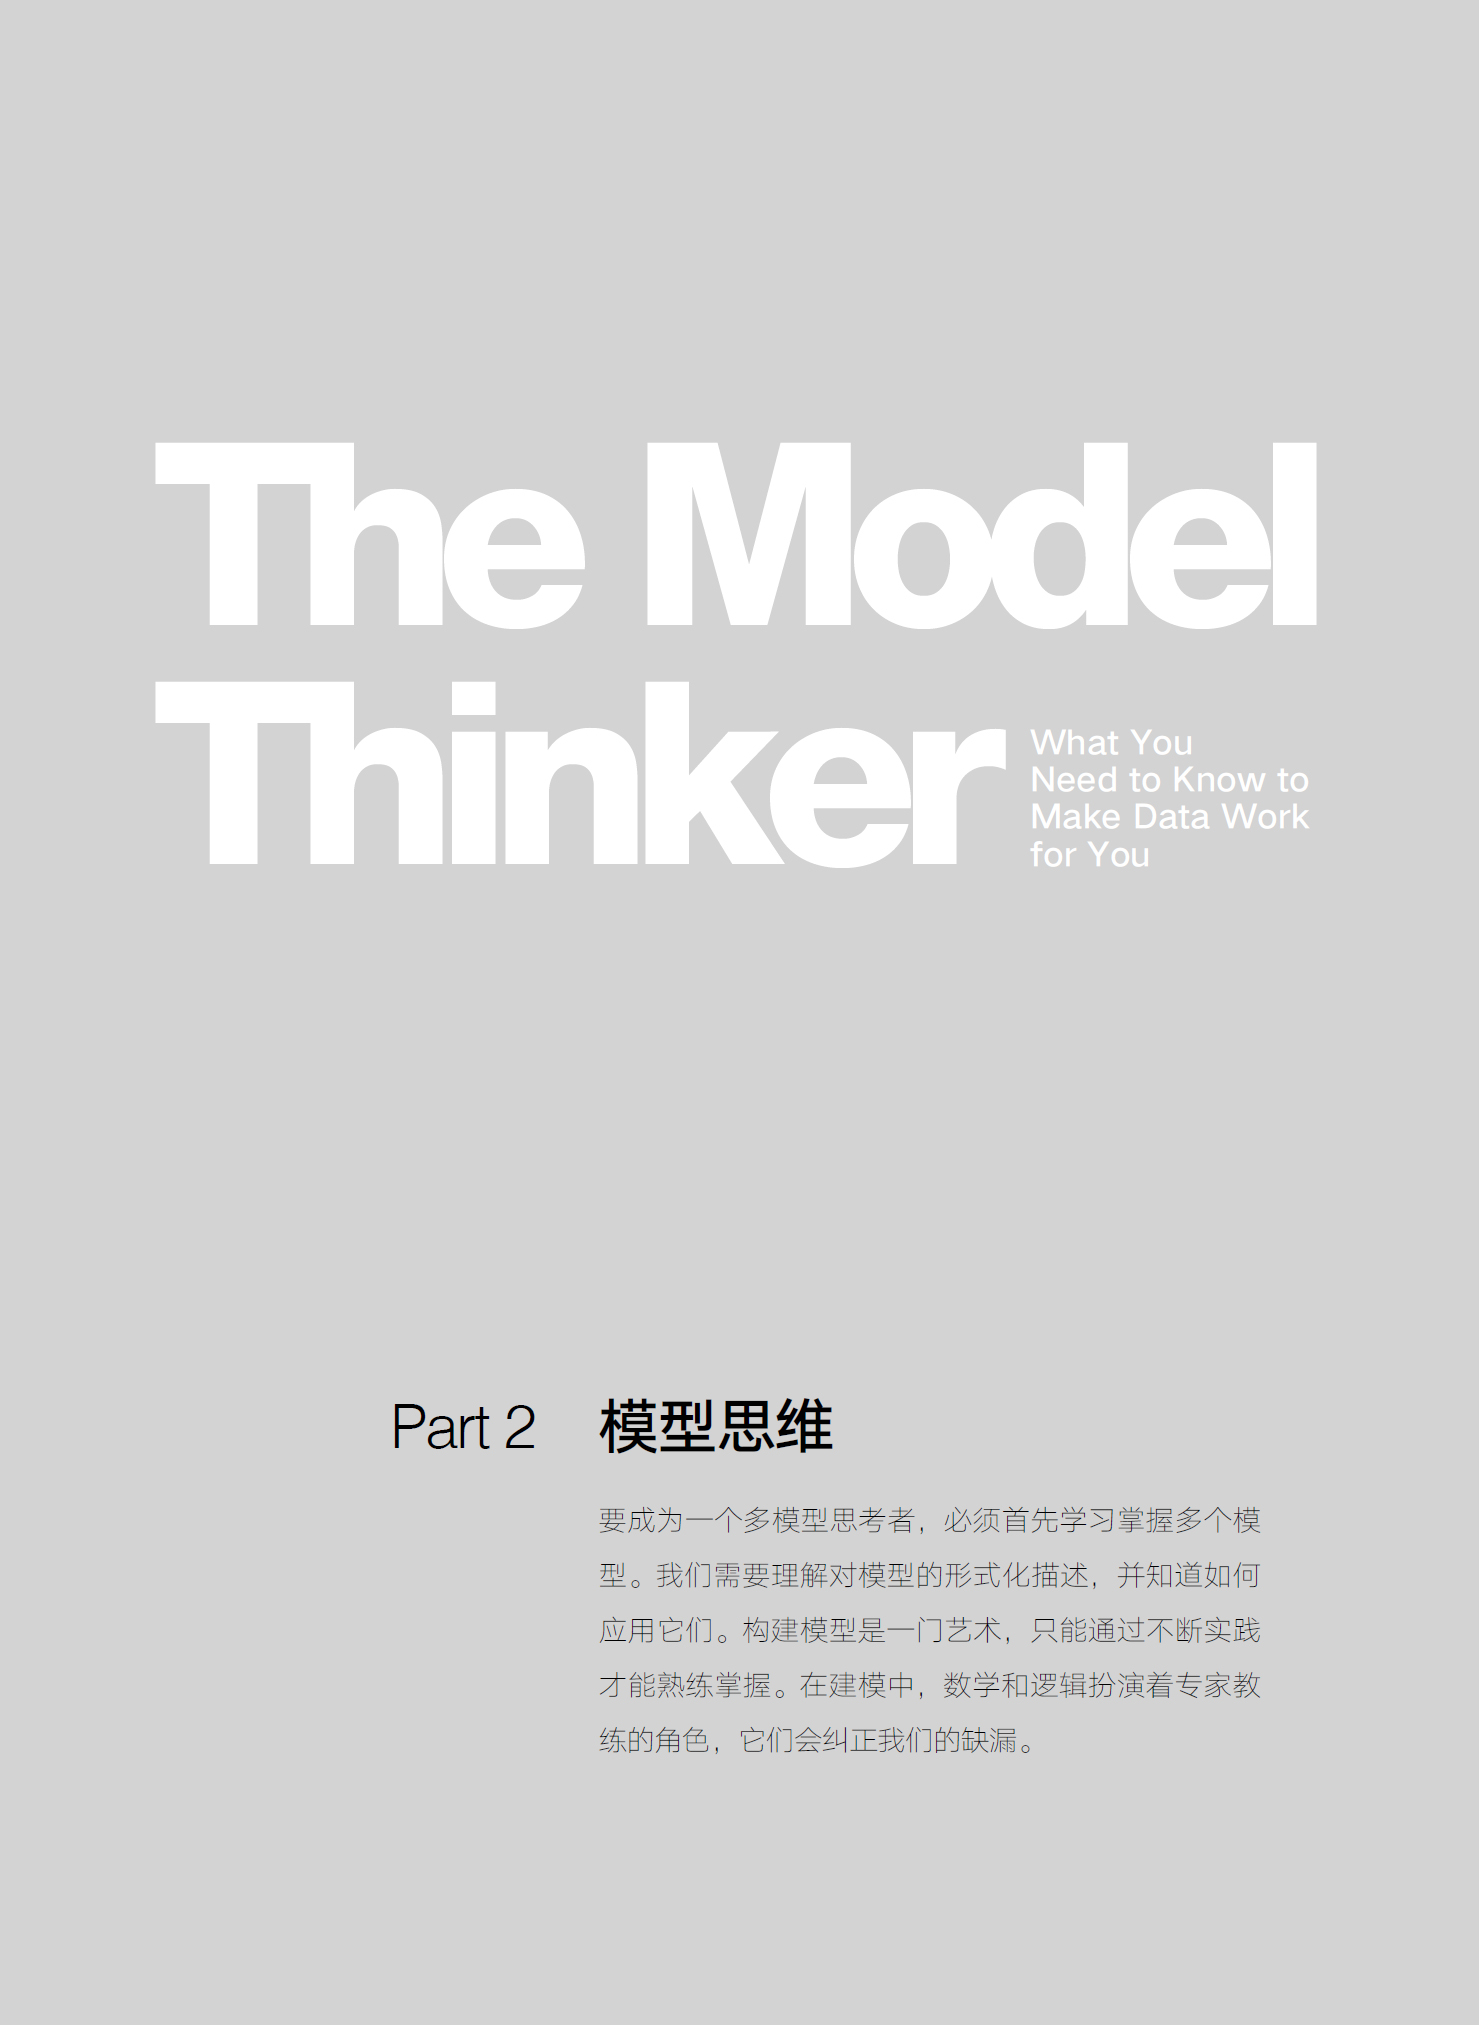 The Model
Thinker
What You
Need to Know to
Make Data Work
for You
Part 2 模型思维
要成为一个多模型思考者，必须首先学习掌握多个模
型。我们需要理解对模型的形式化描述，并知道如何
应用它们。构建模型是一门艺术，只能通过不断实践
才能熟练掌握。在建模中，数学和逻辑扮演着专家教
练的角色，它们会纠正我们的缺漏。